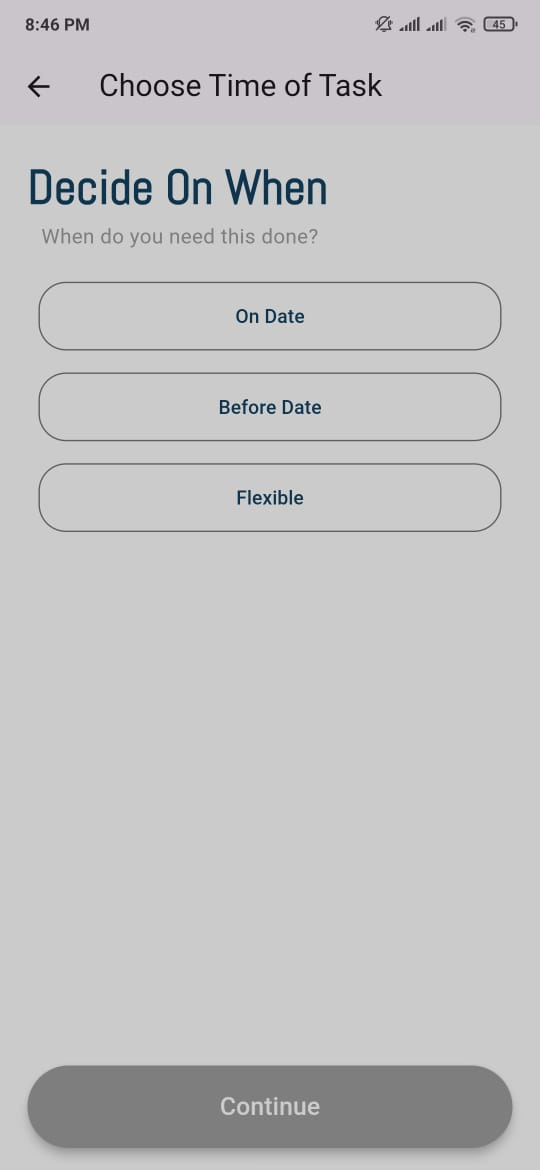 8:46 PM
45
Choose Time of Task
Decide On When
When do you need this done?
On Date
Before Date
Flexible
Continue